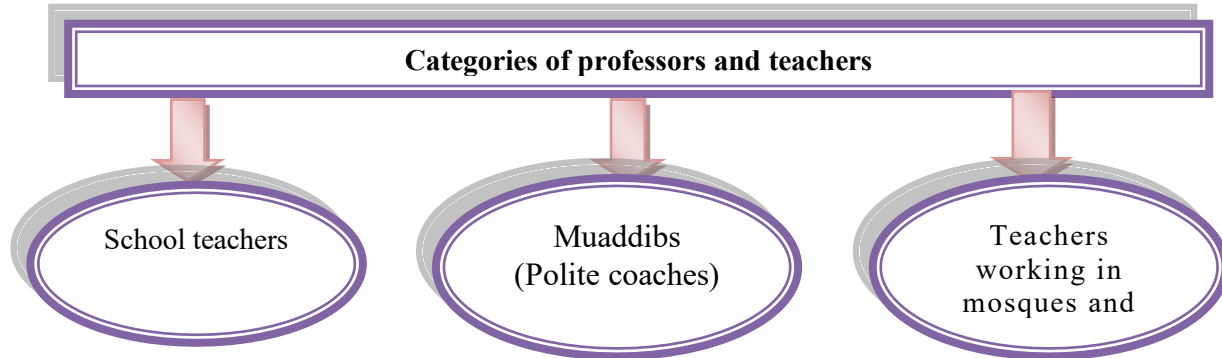 Categories of professors and teachers
School teachers
Muaddibs
(Polite coaches)
Teachers
working in
mosques and